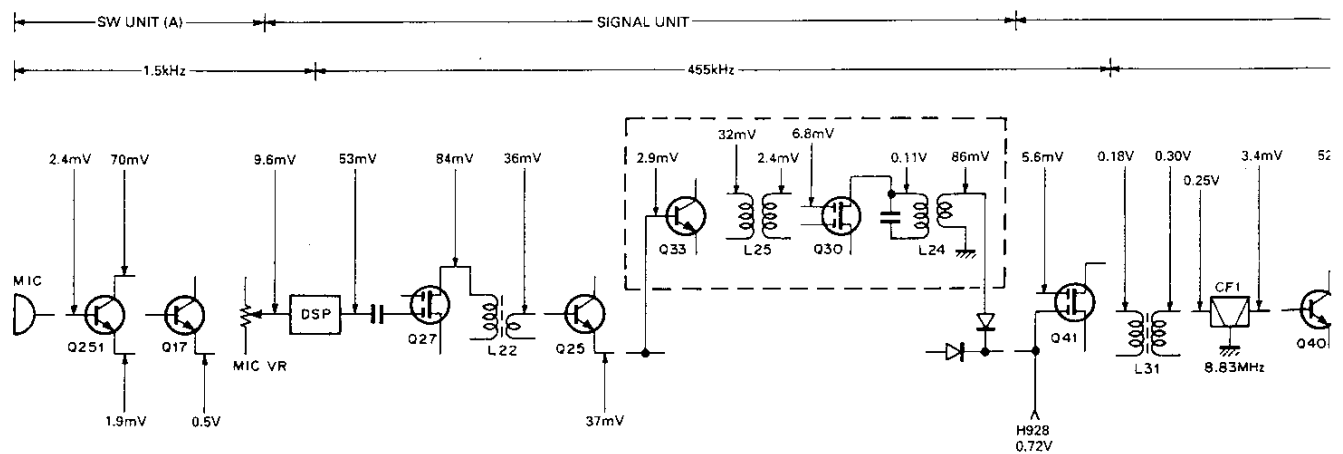 SW UNIT (A)
SIGNAL UNIT
1.5kHz
455kHz
2.4mV
70mV
9.6mV
53mV
84mV
36mV
2.9mV
32mV
2.4mV
6.8mV
0.11V
86mV
5.6mV
0.18V
0.30V
0.25V
3.4mV
52
Q33
L25
Q30
L24
MIC
Q251
Q17
MIC VR
DSP
Q27
L22
Q25
Q41
L31
CF1
8.83MHz
Q40
1.9mV
0.5V
37mV
H928
0.72V